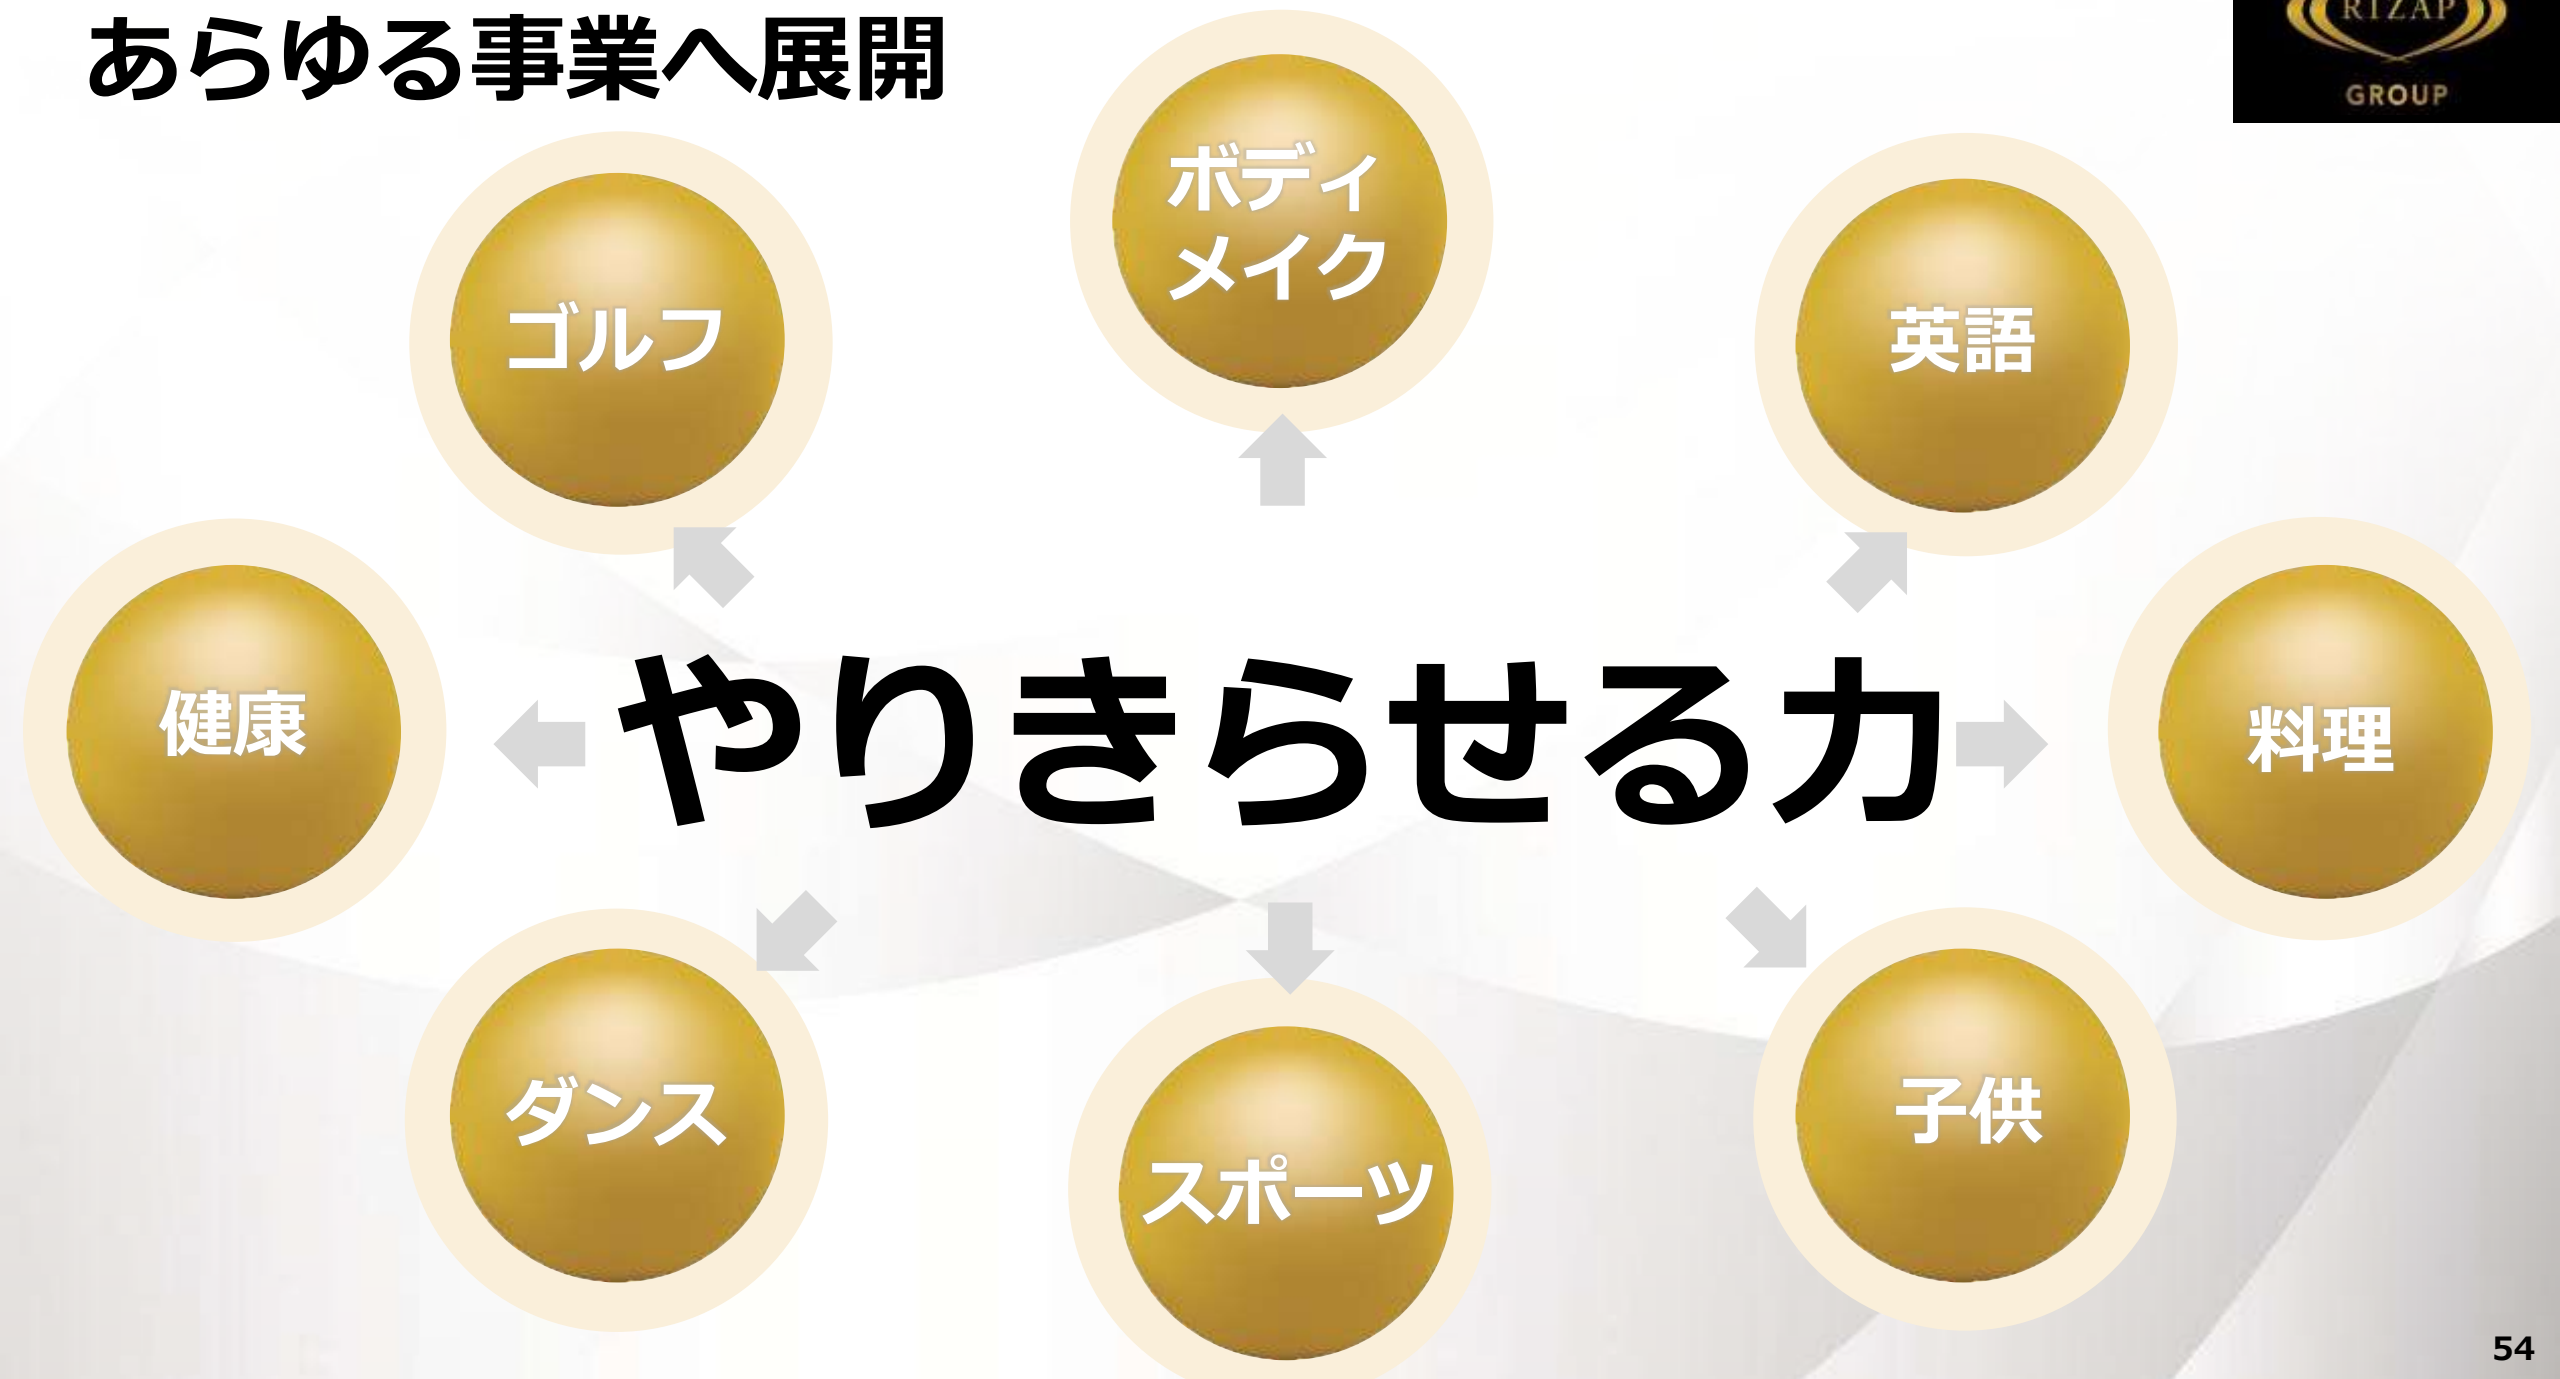 あらゆる事業へ展開
RIZAP
GROUP
ボディ
メイク
ゴルフ
英語
健康
やりきらせる力
料理
ダンス
スポーツ
子供
54